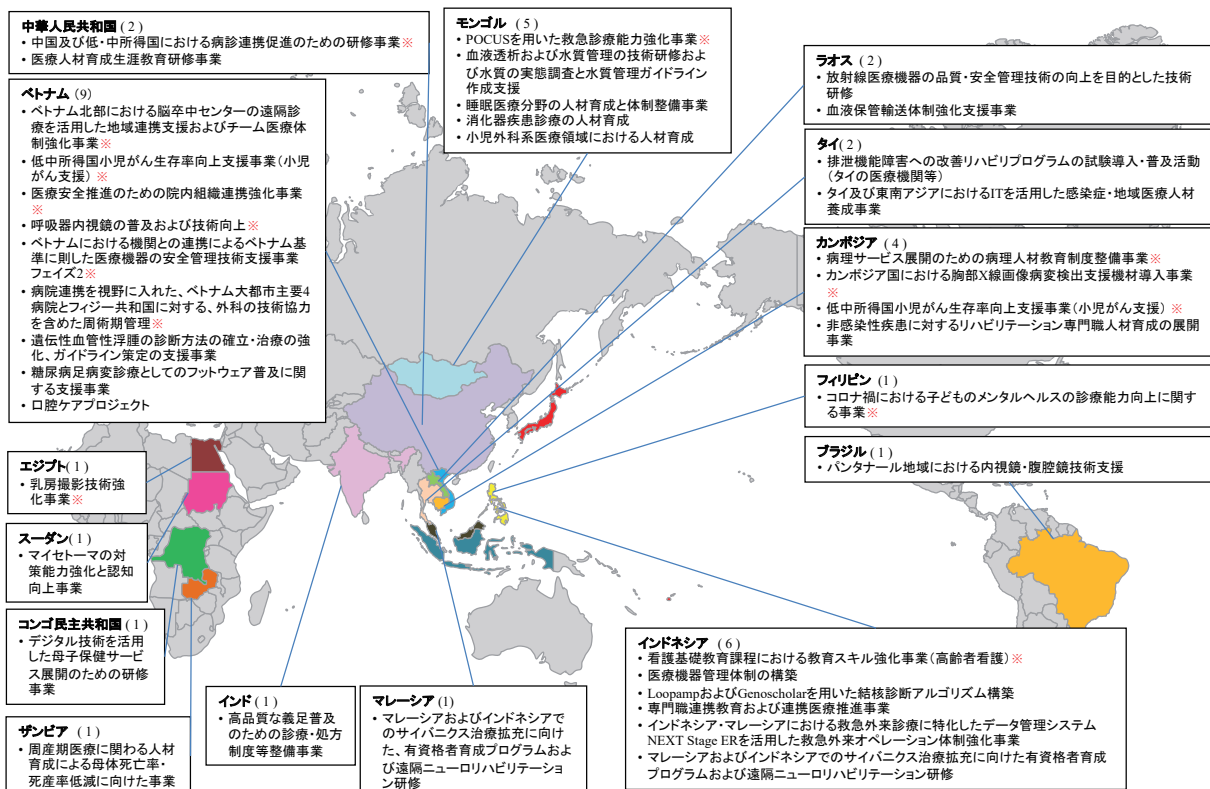 中華人民共和国(2)
・中国及び低・中所得国における病診連携促進のための研修事業※
・医療人材育成生涯教育研修事業
ベトナム(9)
・ベトナム北部における脳卒中センターの遠隔診
療を活用した地域連携支援およびチーム医療体
制強化事業※
・低中所得国小児がん生存率向上支援事業(小児
がん支援)※
・医療安全推進のための院内組織連携強化事業
※
・呼吸器内視鏡の普及および技術向上※
・ベトナムにおける機関との連携によるベトナム基
準に則した医療機器の安全管理技術支援事業
フェイズ2※
・病院連携を視野に入れた、ベトナム大都市主要4
病院とフィジー共和国に対する、外科の技術協力
を含めた周術期管理※
・遺伝性血管性浮腫の診断方法の確立・治療の強
化、ガイドライン策定の支援事業
・糖尿病足病変診療としてのフットウェア普及に関
する支援事業
・口腔ケアプロジェクト
エジプト(1)
・乳房撮影技術強
化事業※
スーダン(1)
・マイセトーマの対
策能力強化と認知
向上事業
コンゴ民主共和国(1)
・デジタル技術を活用
した母子保健サービ
ス展開のための研修
事業
ザンビア(1)
・周産期医療に関わる人材
育成による母体死亡率・
死産率低減に向けた事業
モンゴル(5)
・POCUSを用いた救急診療能力強化事業※
・血液透析および水質管理の技術研修およ
び水質の実態調査と水質管理ガイドライン
作成支援
・睡眠医療分野の人材育成と体制整備事業
・消化器疾患診療の人材育成
・小児外科系医療領域における人材育成
インド(1)
・高品質な義足普及
のための診療・処方
制度等整備事業
マレーシア(1)
・マレーシアおよびインドネシアで
のサイバニクス治療拡充に向け
た、有資格者育成プログラムおよ
び遠隔ニューロリハビリテーショ
ン研修
ラオス(2)
・放射線医療機器の品質・安全管理技術の向上を目的とした技術
研修
・血液保管輸送体制強化支援事業
タイ(2)
・排泄機能障害への改善リハビリプログラムの試験導入・普及活動
(タイの医療機関等)
・タイ及び東南アジアにおけるITを活用した感染症・地域医療人材
養成事業
カンボジア(4)
・病理サービス展開のための病理人材教育制度整備事業※
・カンボジア国における胸部X線画像病変検出支援機材導入事業
※
・低中所得国小児がん生存率向上支援事業(小児がん支援)※
・非感染性疾患に対するリハビリテーション専門職人材育成の展開
事業
フィリピン(1)
・コロナ禍における子どものメンタルヘルスの診療能力向上に関す
る事業※
ブラジル(1)
・パンタナール地域における内視鏡・腹腔鏡技術支援
インドネシア(6)
・看護基礎教育課程における教育スキル強化事業(高齢者看護)※
・医療機器管理体制の構築
・LoopampおよびGenoscholarを用いた結核診断アルゴリズム構築
・専門職連携教育および連携医療推進事業
・インドネシア・マレーシアにおける救急外来診療に特化したデータ管理システム
NEXT Stage ERを活用した救急外来オペレーション体制強化事業
・マレーシアおよびインドネシアでのサイバニクス治療拡充に向けた有資格者育成
プログラムおよび遠隔ニューロリハビリテーション研修